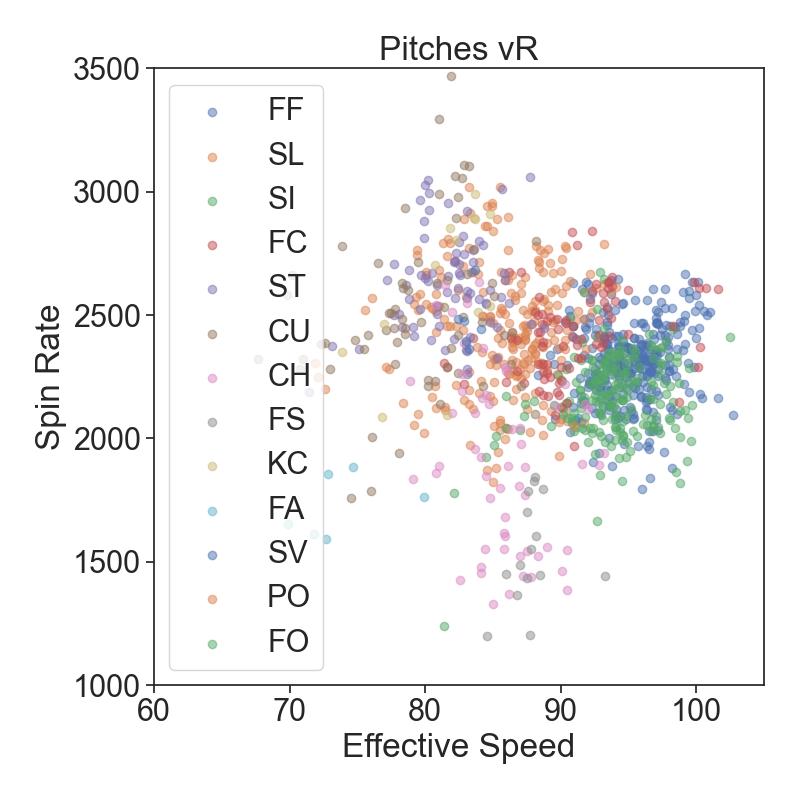 Pitches vR
3500
3000
2500
2000
1500
1000
Spin Rate
FF
SL
SI
FC
ST
CU
CH
FS
KC
FA
SV
PO
FO
60 70 80 90 100
Effective Speed